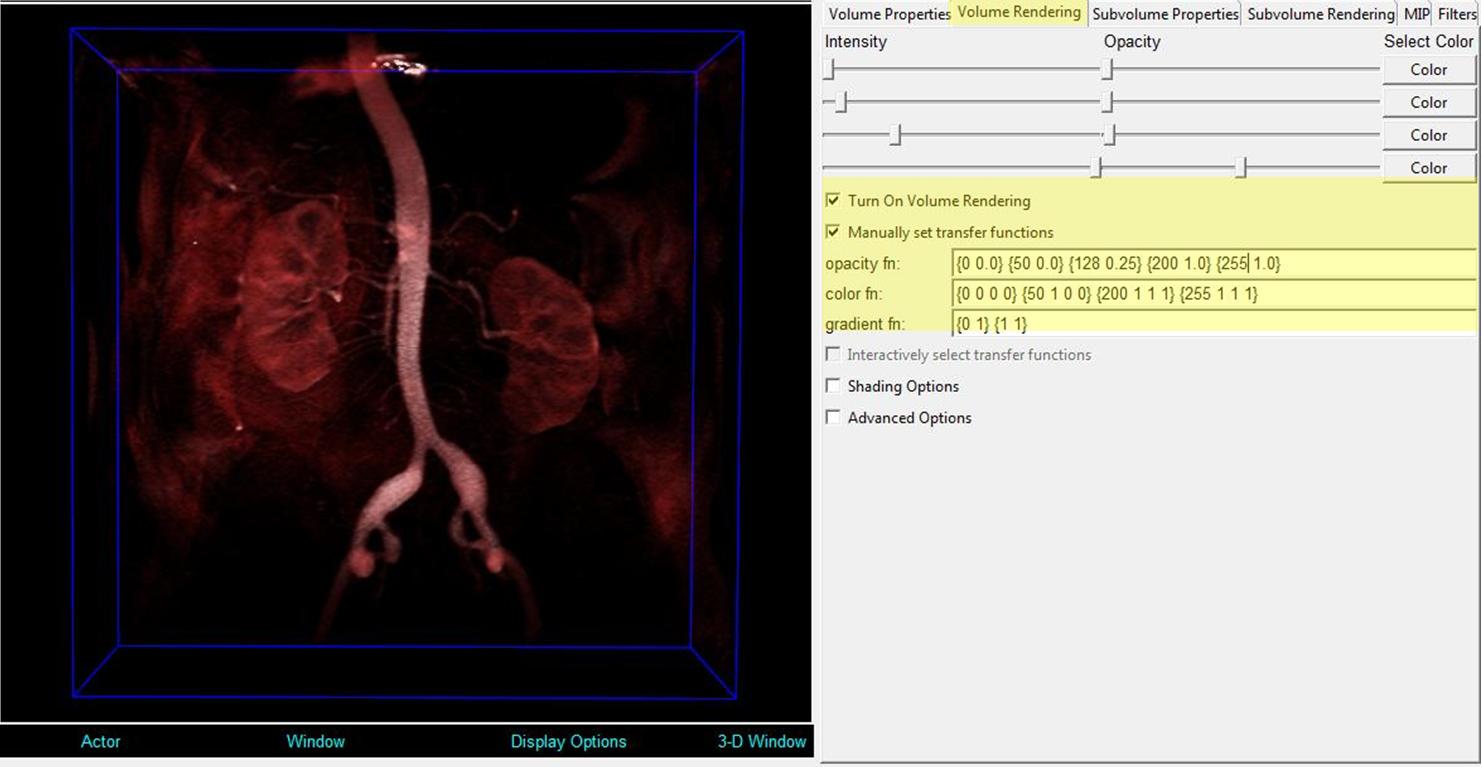 Volume Properties Volume Rendering Subvolume Properties Subvolume Rendering MIP Filters
Intensity Opacity Select Color
Color
Color
Color
Color
Turn On Volume Rendering
Manually set transfer functions
opacity fn: {0 0.0} {50 0.0} {128 0.25} {200 1.0} {255 1.0}
color fn: {0 0 0 0} {50 1 0 0} {200 1 1 1} {255 1 1 1}
gradient fn: {0 1} {1 1}
Interactively select transfer functions
Shading Options
Advanced Options
Actor Window Display Options 3-D Window